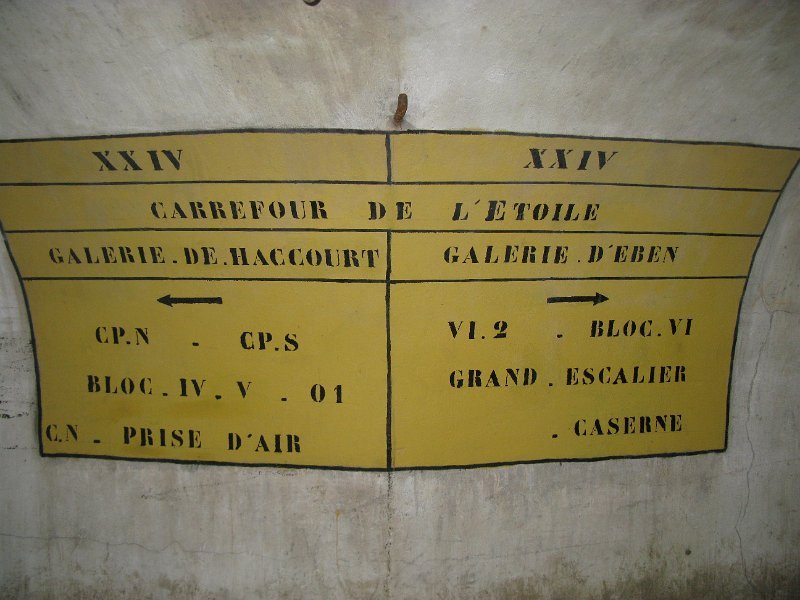 XXIV XXIV
CARREFOUR DE L'ETOILE
GALERIE.DE.HACCOURT
CP.N - CP.S
BLOC.IV.V.01
C.N - PRISE D'AIR
GALERIE.D'EBEN
VI.2 - BLOC.VI
GRAND.ESCALIER
- CASERNE